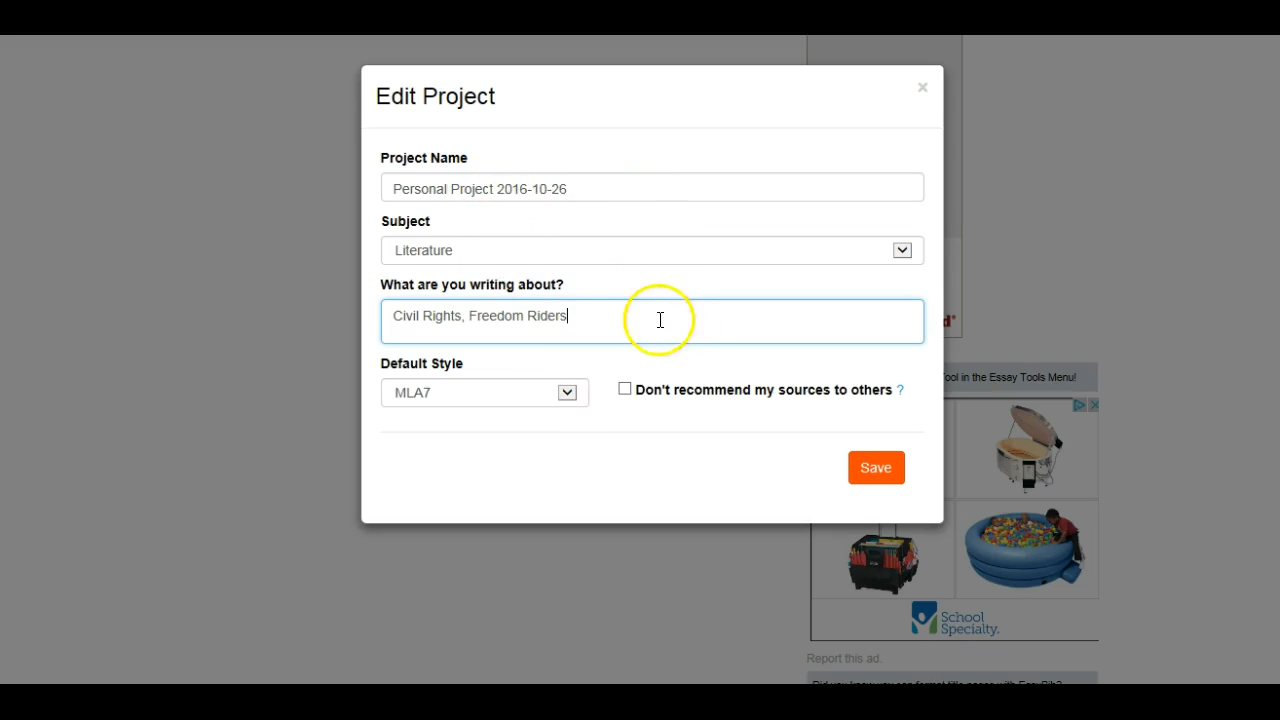 Edit Project
×
Project Name
Personal Project 2016-10-26
Subject
Literature
What are you writing about?
Civil Rights, Freedom Riders
Default Style
MLA7
Don't recommend my sources to others ?
Save
ool in the Essay Tools Menu!
School
Specialty.
Report this ad.